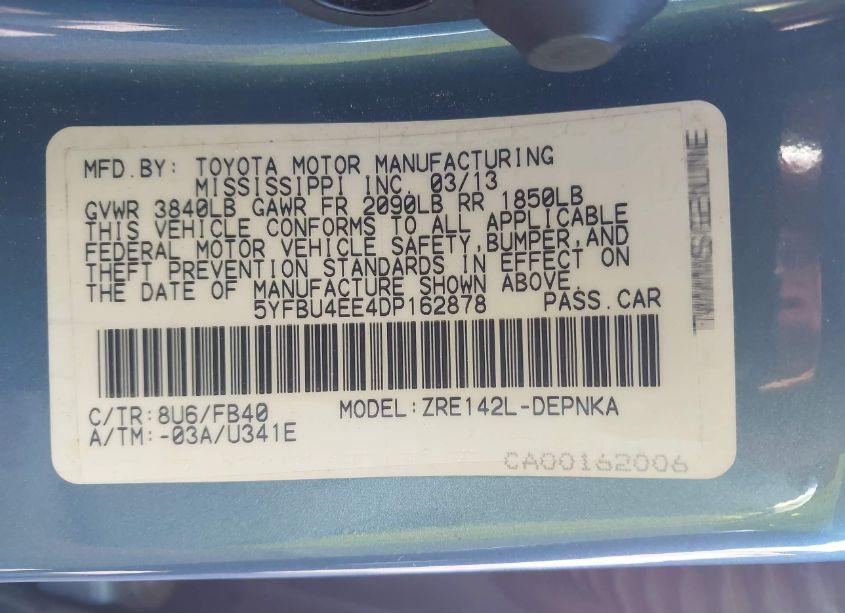 MFD.BY: TOYOTA MOTOR MANUFACTURING
MISSISSIPPI INC. 03/13
GVWR 3840LB GAWR FR 2090LB RR 1850LB
THIS VEHICLE CONFORMS TO ALL APPLICABLE
FEDERAL MOTOR VEHICLE SAFETY,BUMPER,AND
THEFT PREVENTION STANDARDS IN EFFECT ON
THE DATE OF MANUFACTURE SHOWN ABOVE.
5YFBU4EE4DP162878 PASS.CAR
C/TR:8U6/FB40 MODEL:ZRE142L-DEPNKA
A/TM:-03A/U341E
CA00162006